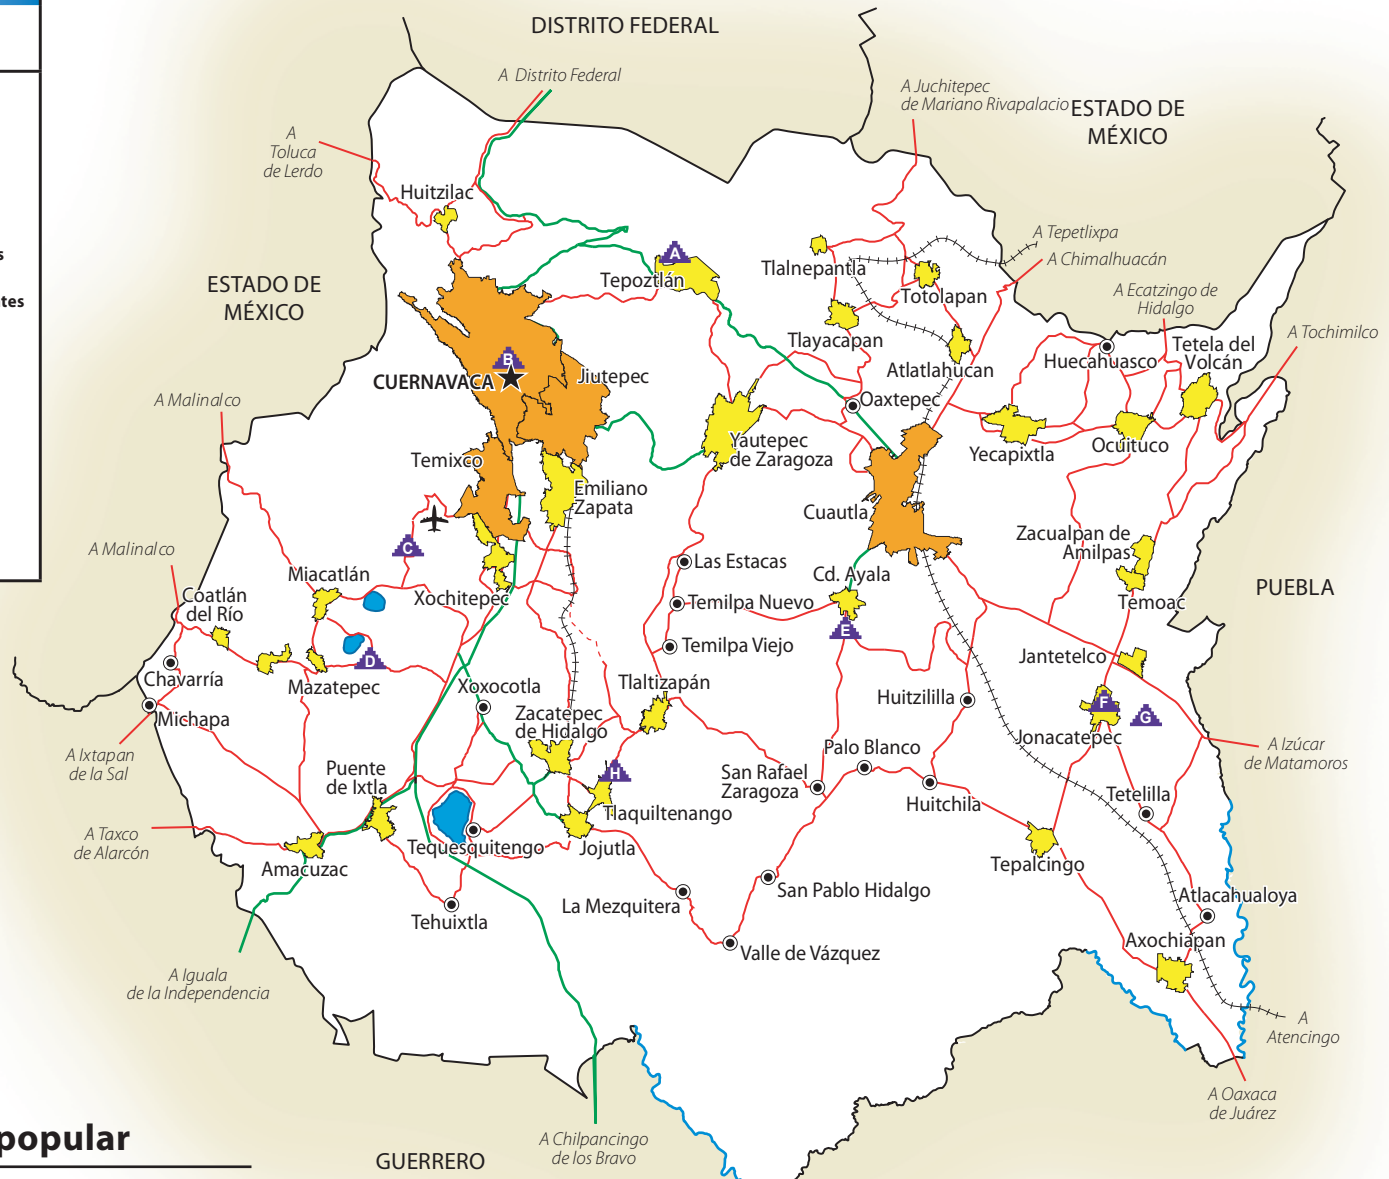 DISTRITO FEDERAL
A Distrito Federal
A Juchitepec
de Mariano Rivapalacio
ESTADO DE
MÉXICO
A
Toluca
de Lerdo
Huitzilac
s
ESTADO DE
MÉXICO
ntes
A
Tepoztlán
Tlalnepantla
A Tepetlixpa
A Chimalhuacán
Totolapan
A Ecatzingo de
Hidalgo
A Tochimilco
Tlayacapan
Atlatlahucan
Huecahuasco
Tetela del
Volcán
B
CUERNAVACA
Jiutepec
A Malinalco
Oaxtepec
Yautepec
de Zaragoza
Yecapixtla
Ocuituco
Temixco
Emiliano
Zapata
Cuautla
Zacualpan de
Amilpas
C
A Malinalco
Las Estacas
Cd. Ayala
Miacatlán
Xochitepec
Temilpa Nuevo
Temoac
PUEBLA
Coatlán
del Río
E
Temilpa Viejo
Jantetelco
D
Chavarría
Mazatepec
Xoxocotla
Tlaltizapán
Huitzililla
F
G
Michapa
Zacatepec
de Hidalgo
Jonacatepec
A Ixtapan
de la Sal
Palo Blanco
A Izúcar
de Matamoros
Puente
de Ixtla
H
San Rafael
Zaragoza
Huitchila
Tetelilla
Tlaquiltenango
A Taxco
de Alarcón
Tequesquitengo
Jojutla
Amacuzac
Tepalcingo
La Mezquitera
San Pablo Hidalgo
Atlacahualoya
Tehuixtla
Valle de Vázquez
Axochiapan
A Iguala
de la Independencia
A
Atencingo
A Oaxaca
de Juárez
popular
A Chilpancingo
de los Bravo
GUERRERO